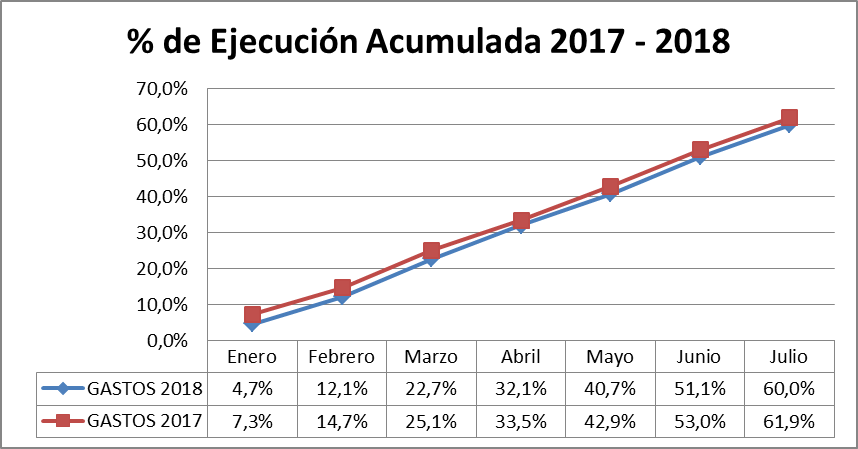 % de Ejecución Acumulada 2017 - 2018
70,0%
60,0%
50,0%
40,0%
30,0%
20,0%
10,0%
0,0%
Enero Febrero Marzo Abril Mayo Junio Julio
GASTOS 2018 4,7% 12,1% 22,7% 32,1% 40,7% 51,1% 60,0%
GASTOS 2017 7,3% 14,7% 25,1% 33,5% 42,9% 53,0% 61,9%